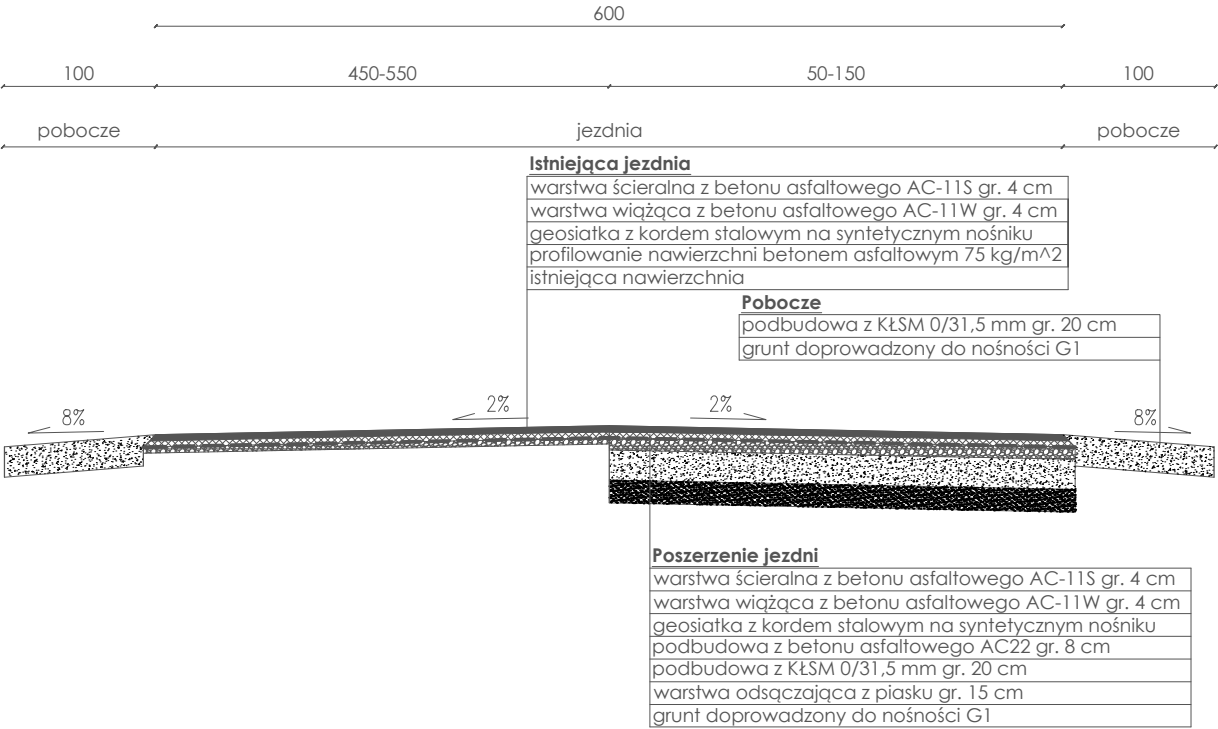 600
100 450-550 50-150 100
pobocze jezdnia pobocze
Istniejąca jezdnia
warstwa ścieralna z betonu asfaltowego AC-11S gr. 4 cm
warstwa wiążąca z betonu asfaltowego AC-11W gr. 4 cm
geosiatka z kordem stalowym na syntetycznym nośniku
profilowanie nawierzchni betonem asfaltowym 75 kg/m^2
istniejąca nawierzchnia
Pobocze
podbudowa z KŁSM 0/31,5 mm gr. 20 cm
grunt doprowadzony do nośności G1
8% 2% 2% 8%
Poszerzenie jezdni
warstwa ścieralna z betonu asfaltowego AC-11S gr. 4 cm
warstwa wiążąca z betonu asfaltowego AC-11W gr. 4 cm
geosiatka z kordem stalowym na syntetycznym nośniku
podbudowa z betonu asfaltowego AC22 gr. 8 cm
podbudowa z KŁSM 0/31,5 mm gr. 20 cm
warstwa odsączająca z piasku gr. 15 cm
grunt doprowadzony do nośności G1